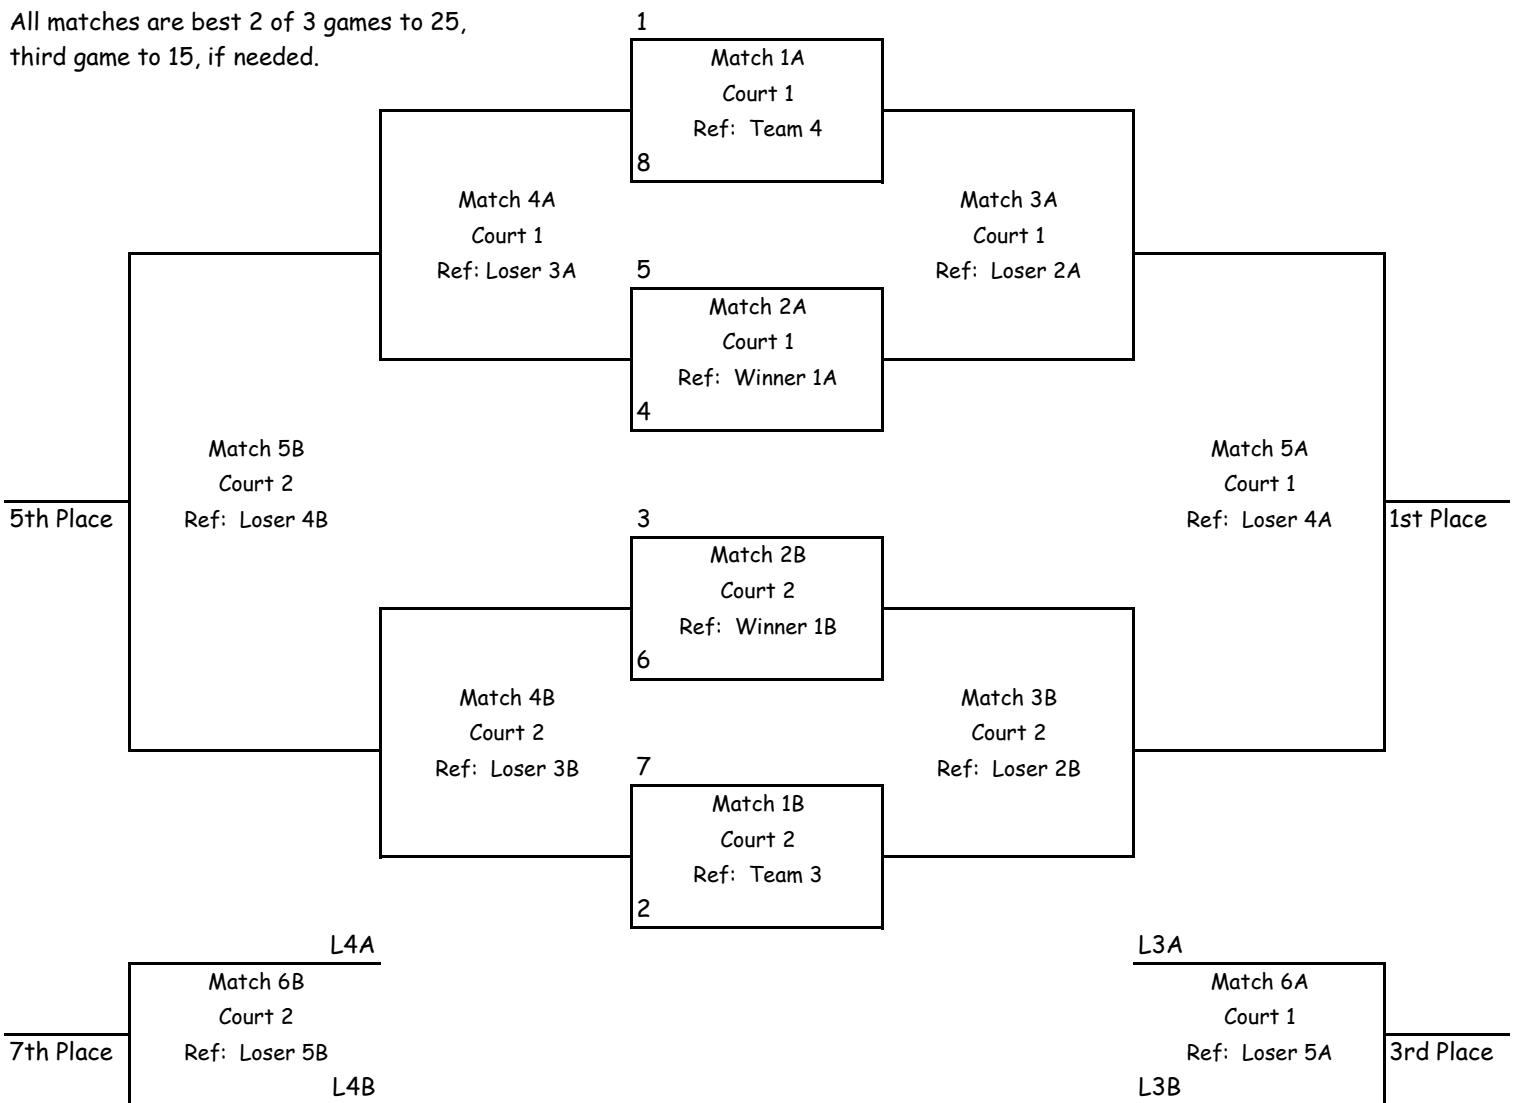 All matches are best 2 of 3 games to 25,
third game to 15, if needed.
1
Match 1A
Court 1
Ref: Team 4
8
Match 4A
Court 1
Ref: Loser 3A
Match 3A
Court 1
Ref: Loser 2A
5
Match 2A
Court 1
Ref: Winner 1A
4
Match 5B
Court 2
Ref: Loser 4B
5th Place
Match 5A
Court 1
Ref: Loser 4A
1st Place
3
Match 2B
Court 2
Ref: Winner 1B
6
Match 4B
Court 2
Ref: Loser 3B
Match 3B
Court 2
Ref: Loser 2B
7
Match 1B
Court 2
Ref: Team 3
2
L4A
Match 6B
Court 2
Ref: Loser 5B
7th Place
L4B
L3A
Match 6A
Court 1
Ref: Loser 5A
3rd Place
L3B